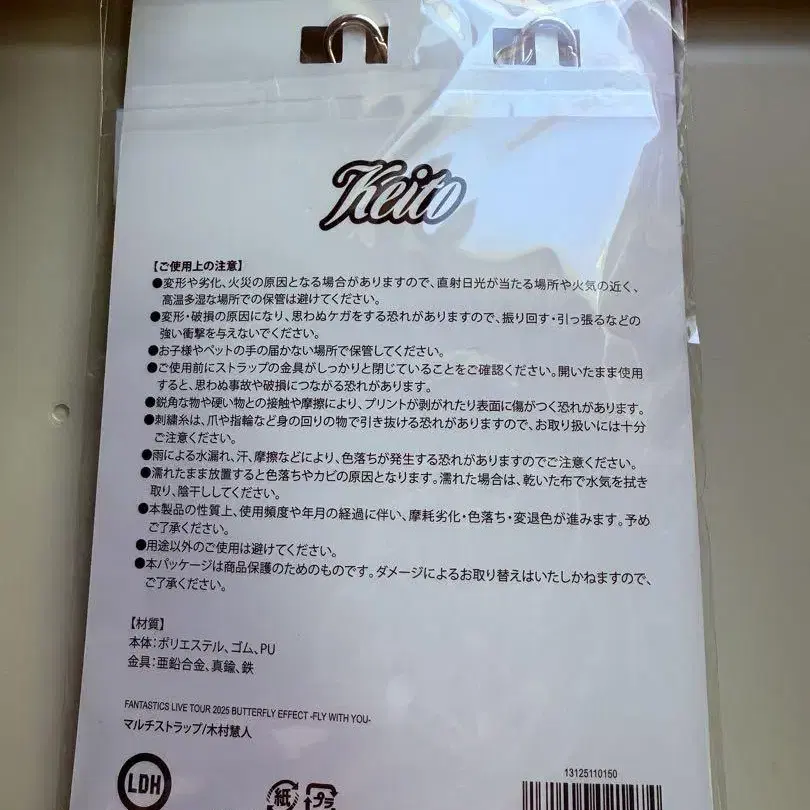 Keito
【ご使用上の注意】
●変形や劣化、火災の原因となる場合がありますので、直射日光が当たる場所や火気の近く、
高温多湿な場所での保管は避けてください。
●変形・破損の原因になり、思わぬケガをする恐れがありますので、振り回す・引っ張るなどの
強い衝撃を与えないでください。
●お子様やペットの手の届かない場所で保管してください。
●ご使用前にストラップの金具がしっかりと閉じていることをご確認ください。開いたまま使用
すると、思わぬ事故や破損につながる恐れがあります。
●鋭角な物や硬い物との接触や摩擦により、プリントが剥がれたり表面に傷がつく恐れがあります。
●刺繍糸は、爪や指輪など身の回りの物で引き抜ける恐れがありますので、お取り扱いには十分
ご注意ください。
●雨による水漏れ、汗、摩擦などにより、色落ちが発生する恐れがありますのでご注意ください。
●濡れたまま放置すると色落ちやカビの原因となります。濡れた場合は、乾いた布で水気を拭き
取り、陰干ししてください。
●本製品の性質上、使用頻度や年月の経過に伴い、摩耗劣化・色落ち・変退色が進みます。予め
ご了承ください。
●用途以外のご使用は避けてください。
●本パッケージは商品保護のためのものです。ダメージによるお取り替えはいたしかねますので、
ご了承ください。
【材質】
本体：ポリエステル、ゴム、PU
金具：亜鉛合金、真鍮、鉄
FANTASTICS LIVE TOUR 2025 BUTTERFLY EFFECT -FLY WITH YOU-
マルチストラップ/木村慧人
LDH
紙
プラ
13125110150